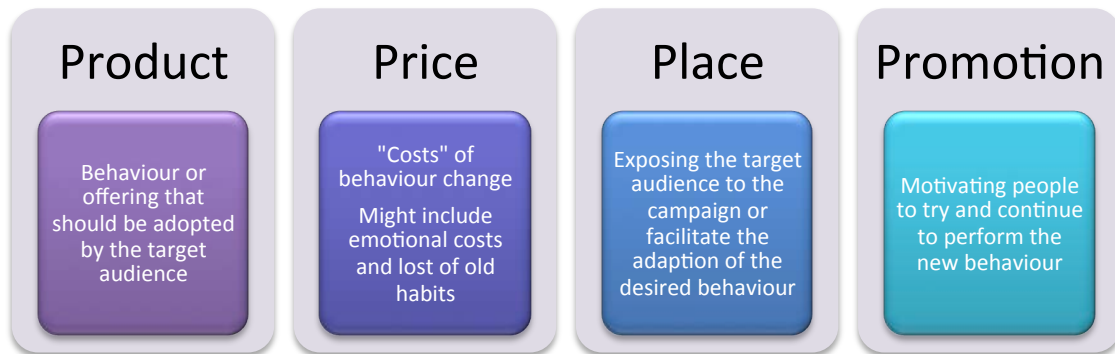 Product
Behaviour or
offering that
should be adopted
by the target
audience
Price
"Costs" of
behaviour change
Might include
emotional costs
and lost of old
habits
Place
Exposing the target
audience to the
campaign or
facilitate the
adaption of the
desired behaviour
Promotion
Motivating people
to try and continue
to perform the
new behaviour